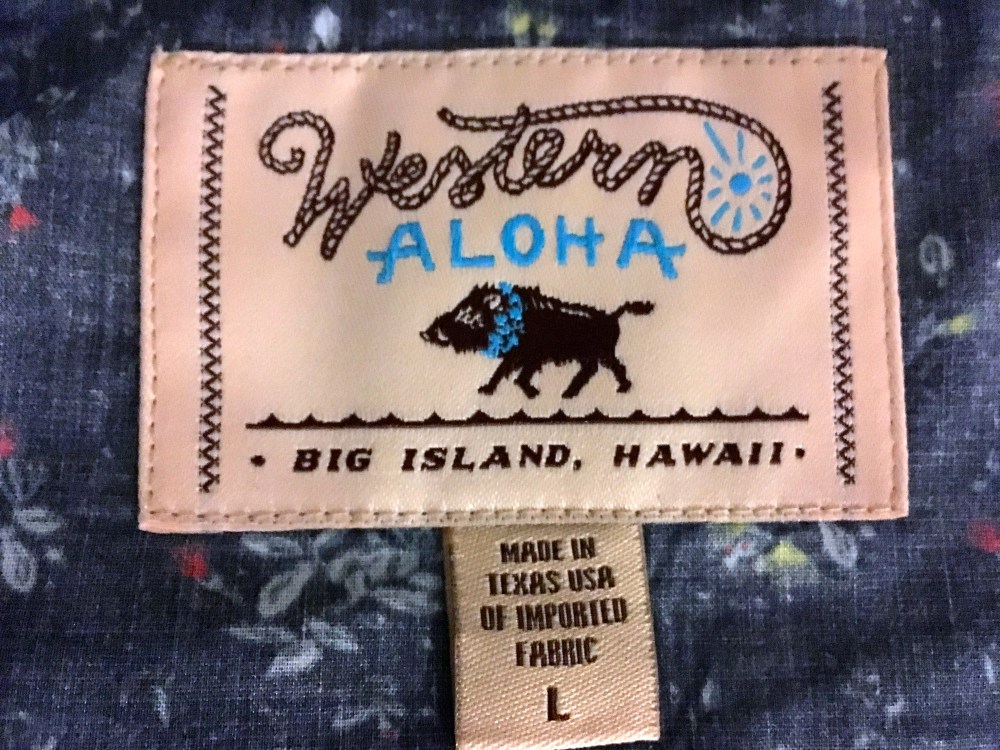 Western
ALOHA
• BIG ISLAND, HAWAII •
MADE IN
TEXAS USA
OF IMPORTED
FABRIC
L